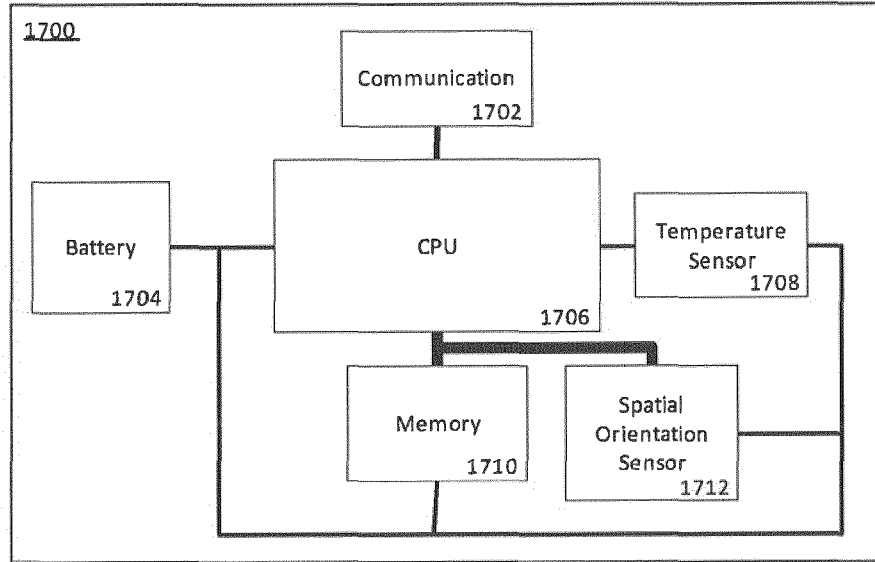 1700
Communication
1702
Battery
1704
CPU
1706
Temperature
Sensor
1708
Memory
1710
Spatial
Orientation
Sensor
1712